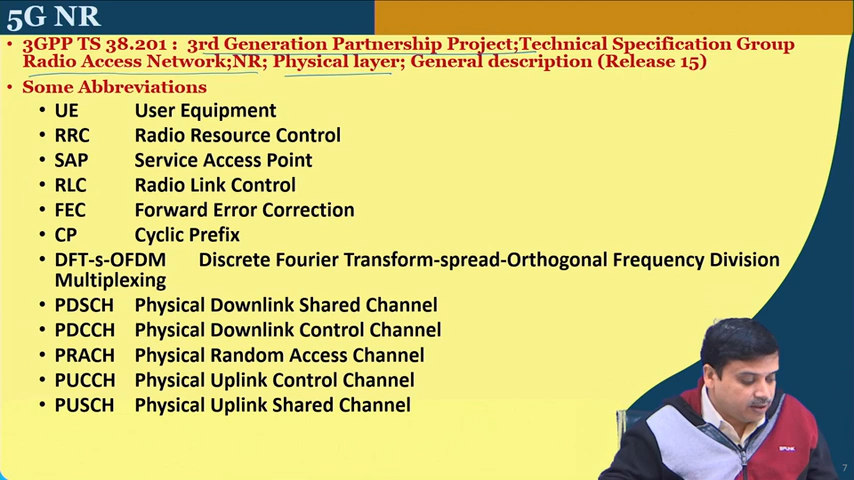 5G NR
• 3GPP TS 38.201 : 3rd Generation Partnership Project;Technical Specification Group
Radio Access Network;NR; Physical layer; General description (Release 15)
• Some Abbreviations
• UE User Equipment
• RRC Radio Resource Control
• SAP Service Access Point
• RLC Radio Link Control
• FEC Forward Error Correction
• CP Cyclic Prefix
• DFT-s-OFDM Discrete Fourier Transform-spread-Orthogonal Frequency Division
Multiplexing
• PDSCH Physical Downlink Shared Channel
• PDCCH Physical Downlink Control Channel
• PRACH Physical Random Access Channel
• PUCCH Physical Uplink Control Channel
• PUSCH Physical Uplink Shared Channel
7